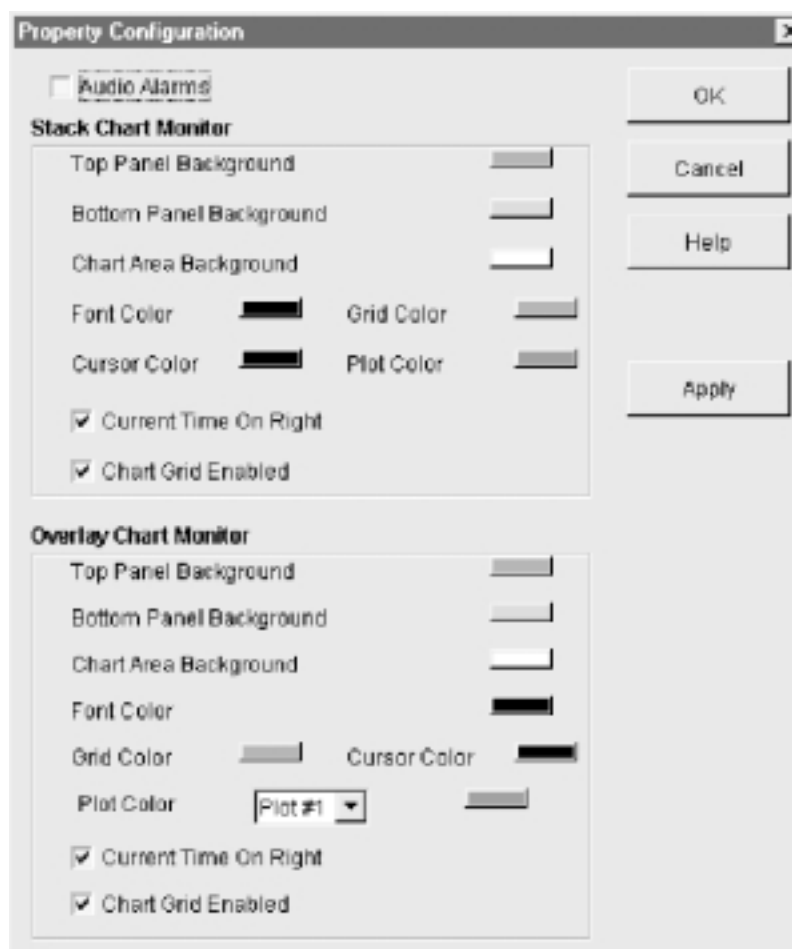 Property Configuration
Audio Alarms
OK
Cancel
Help
Apply
Stack Chart Monitor
Top Panel Background
Bottom Panel Background
Chart Area Background
Font Color Grid Color
Cursor Color Plot Color
Current Time On Right
Chart Grid Enabled
Overlay Chart Monitor
Top Panel Background
Bottom Panel Background
Chart Area Background
Font Color
Grid Color Cursor Color
Plot Color Plot #1
Current Time On Right
Chart Grid Enabled